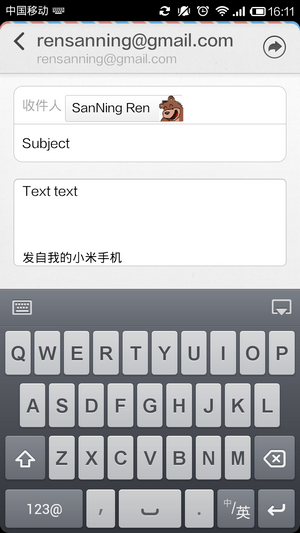 中国移动 16:11
rensanning@gmail.com
rensanning@gmail.com
收件人 SanNing Ren
Subject
Text text
发自我的小米手机
Q W E R T Y U I O P
A S D F G H J K L
Z X C V B N M
123@ , . 中/英